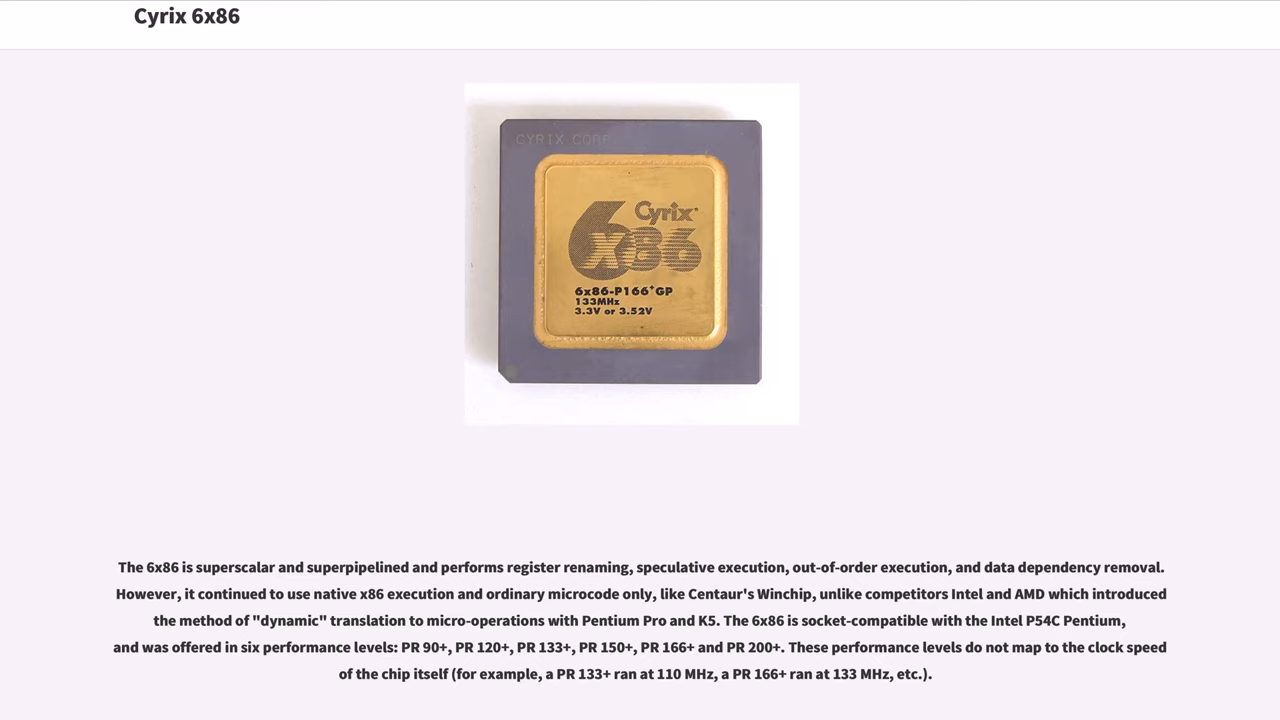 Cyrix 6x86
CYRIX CORP.
Cyrix
6x86
6x86-P166+GP
133MHz
3.3V or 3.52V
The 6x86 is superscalar and superpipelined and performs register renaming, speculative execution, out-of-order execution, and data dependency removal.
However, it continued to use native x86 execution and ordinary microcode only, like Centaur's Winchip, unlike competitors Intel and AMD which introduced
the method of "dynamic" translation to micro-operations with Pentium Pro and K5. The 6x86 is socket-compatible with the Intel P54C Pentium,
and was offered in six performance levels: PR 90+, PR 120+, PR 133+, PR 150+, PR 166+ and PR 200+. These performance levels do not map to the clock speed
of the chip itself (for example, a PR 133+ ran at 110 MHz, a PR 166+ ran at 133 MHz, etc.).